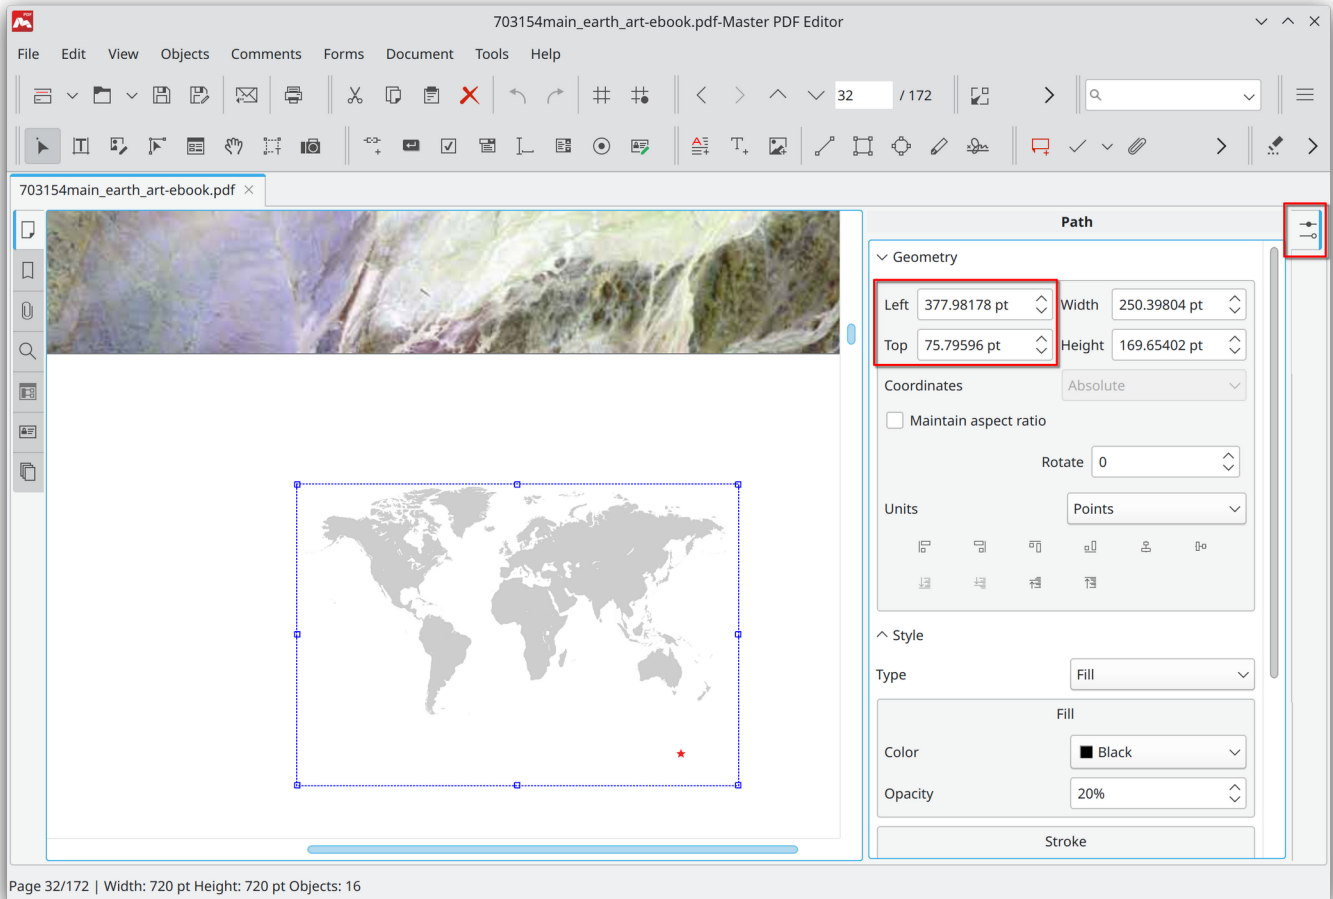 703154main_earth_art-ebook.pdf-Master PDF Editor
File Edit View Objects Comments Forms Document Tools Help
32 / 172
703154main_earth_art-ebook.pdf
Path
Geometry
Left 377.98178 pt Width 250.39804 pt
Top 75.79596 pt Height 169.65402 pt
Coordinates Absolute
Maintain aspect ratio
Rotate 0
Units Points
Style
Type Fill
Fill
Color Black
Opacity 20%
Stroke
Page 32/172 | Width: 720 pt Height: 720 pt Objects: 16